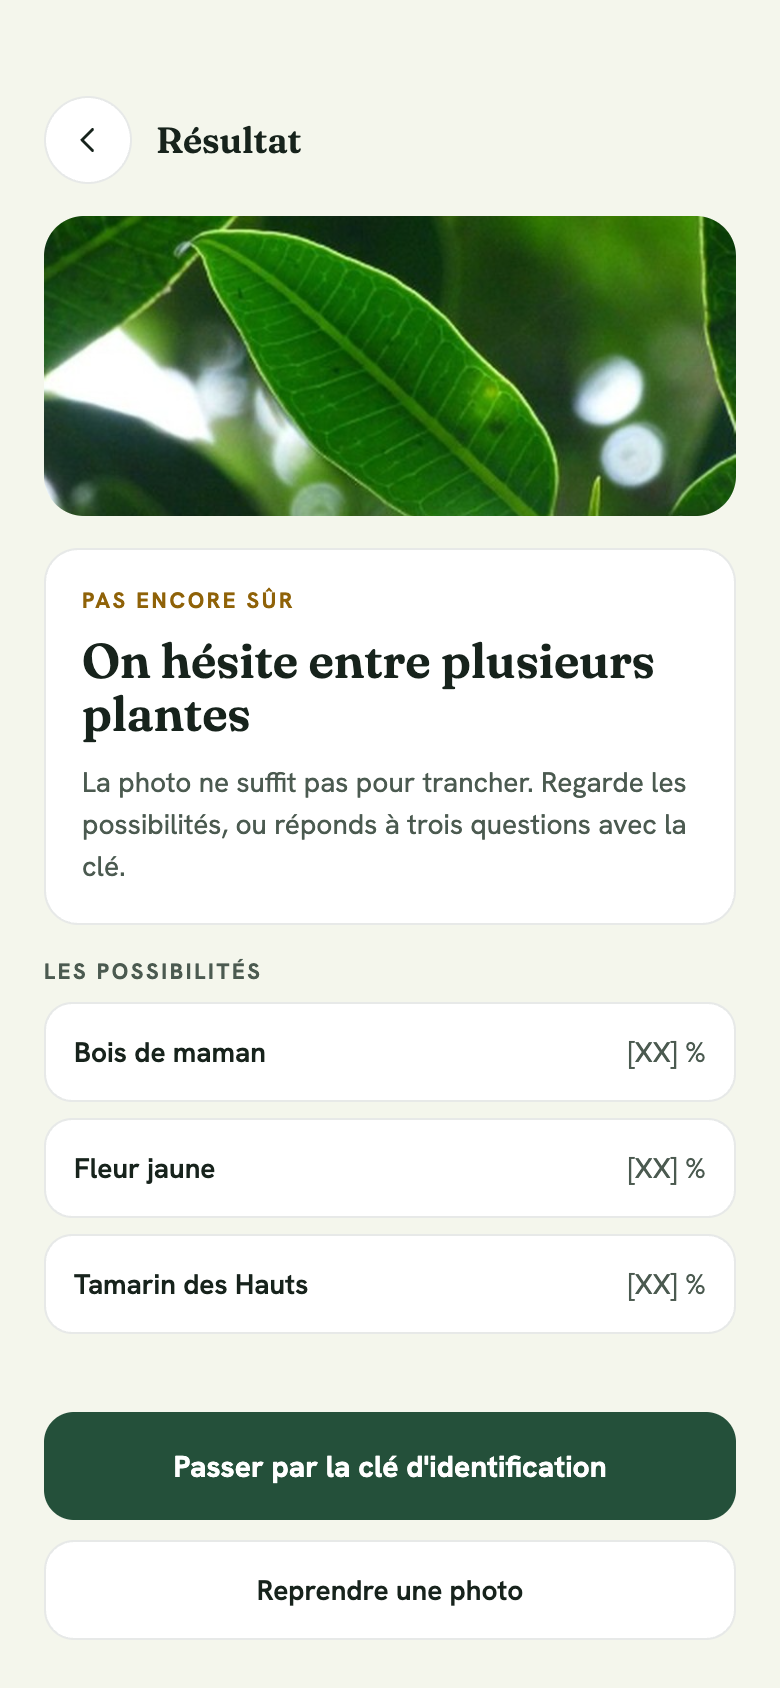 Résultat
PAS ENCORE SÛR
On hésite entre plusieurs
plantes
La photo ne suffit pas pour trancher. Regarde les
possibilités, ou réponds à trois questions avec la
clé.
LES POSSIBILITÉS
Bois de maman [XX] %
Fleur jaune [XX] %
Tamarin des Hauts [XX] %
Passer par la clé d'identification
Reprendre une photo